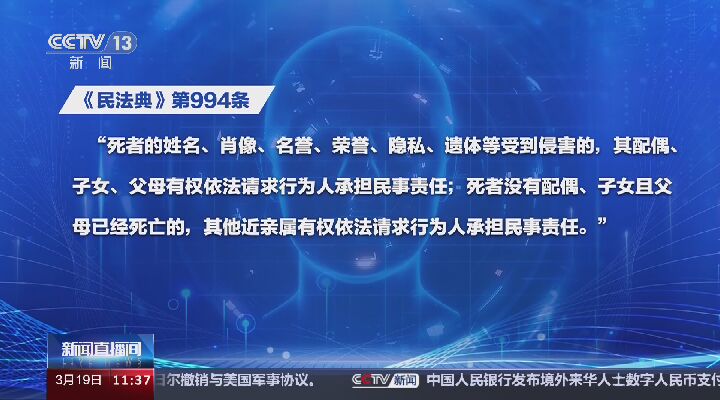 CCTV 13
新闻
《民法典》第994条
“死者的姓名、肖像、名誉、荣誉、隐私、遗体等受到侵害的，其配偶、
子女、父母有权依法请求行为人承担民事责任；死者没有配偶、子女且父
母已经死亡的，其他近亲属有权依法请求行为人承担民事责任。”
新闻直播间
3月19日 11:37 日尔撤销与美国军事协议。 CCTV 新闻 中国人民银行发布境外来华人士数字人民币支付